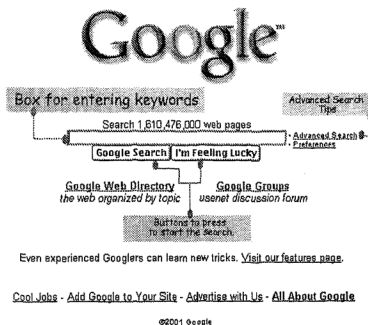 Google™
Box for entering keywords
Advanced Search
Tips
Search 1,610,476,000 web pages
· Advanced Search
· Preferences
Google Search
I'm Feeling Lucky
Google Web Directory
the web organized by topic
Google Groups
usenet discussion forum
Buttons to press
to start the search.
Even experienced Googlers can learn new tricks. Visit our features page.
Cool Jobs - Add Google to Your Site - Advertise with Us - All About Google
©2001 Google